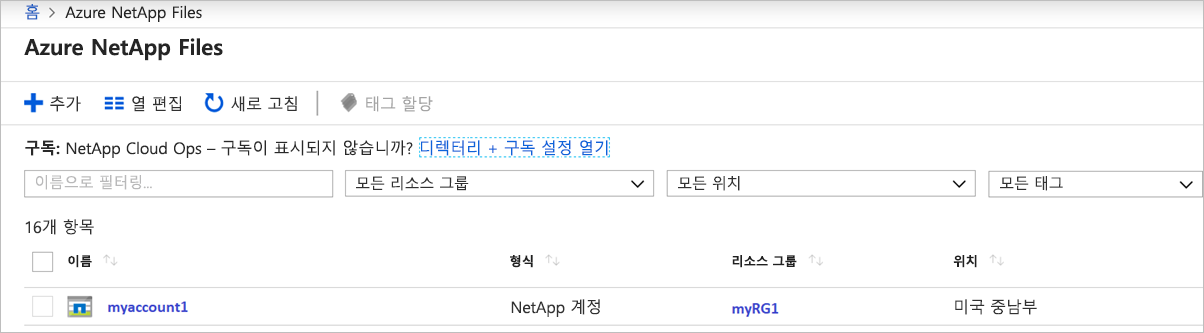 홈 > Azure NetApp Files
Azure NetApp Files
추가 열 편집 새로 고침 태그 할당
구독: NetApp Cloud Ops – 구독이 표시되지 않습니까? 디렉터리 + 구독 설정 열기
이름으로 필터링... 모든 리소스 그룹 모든 위치 모든 태그
16개 항목
이름 ↑↓ 형식 ↑↓ 리소스 그룹 ↑↓ 위치 ↑↓
myaccount1 NetApp 계정 myRG1 미국 중남부